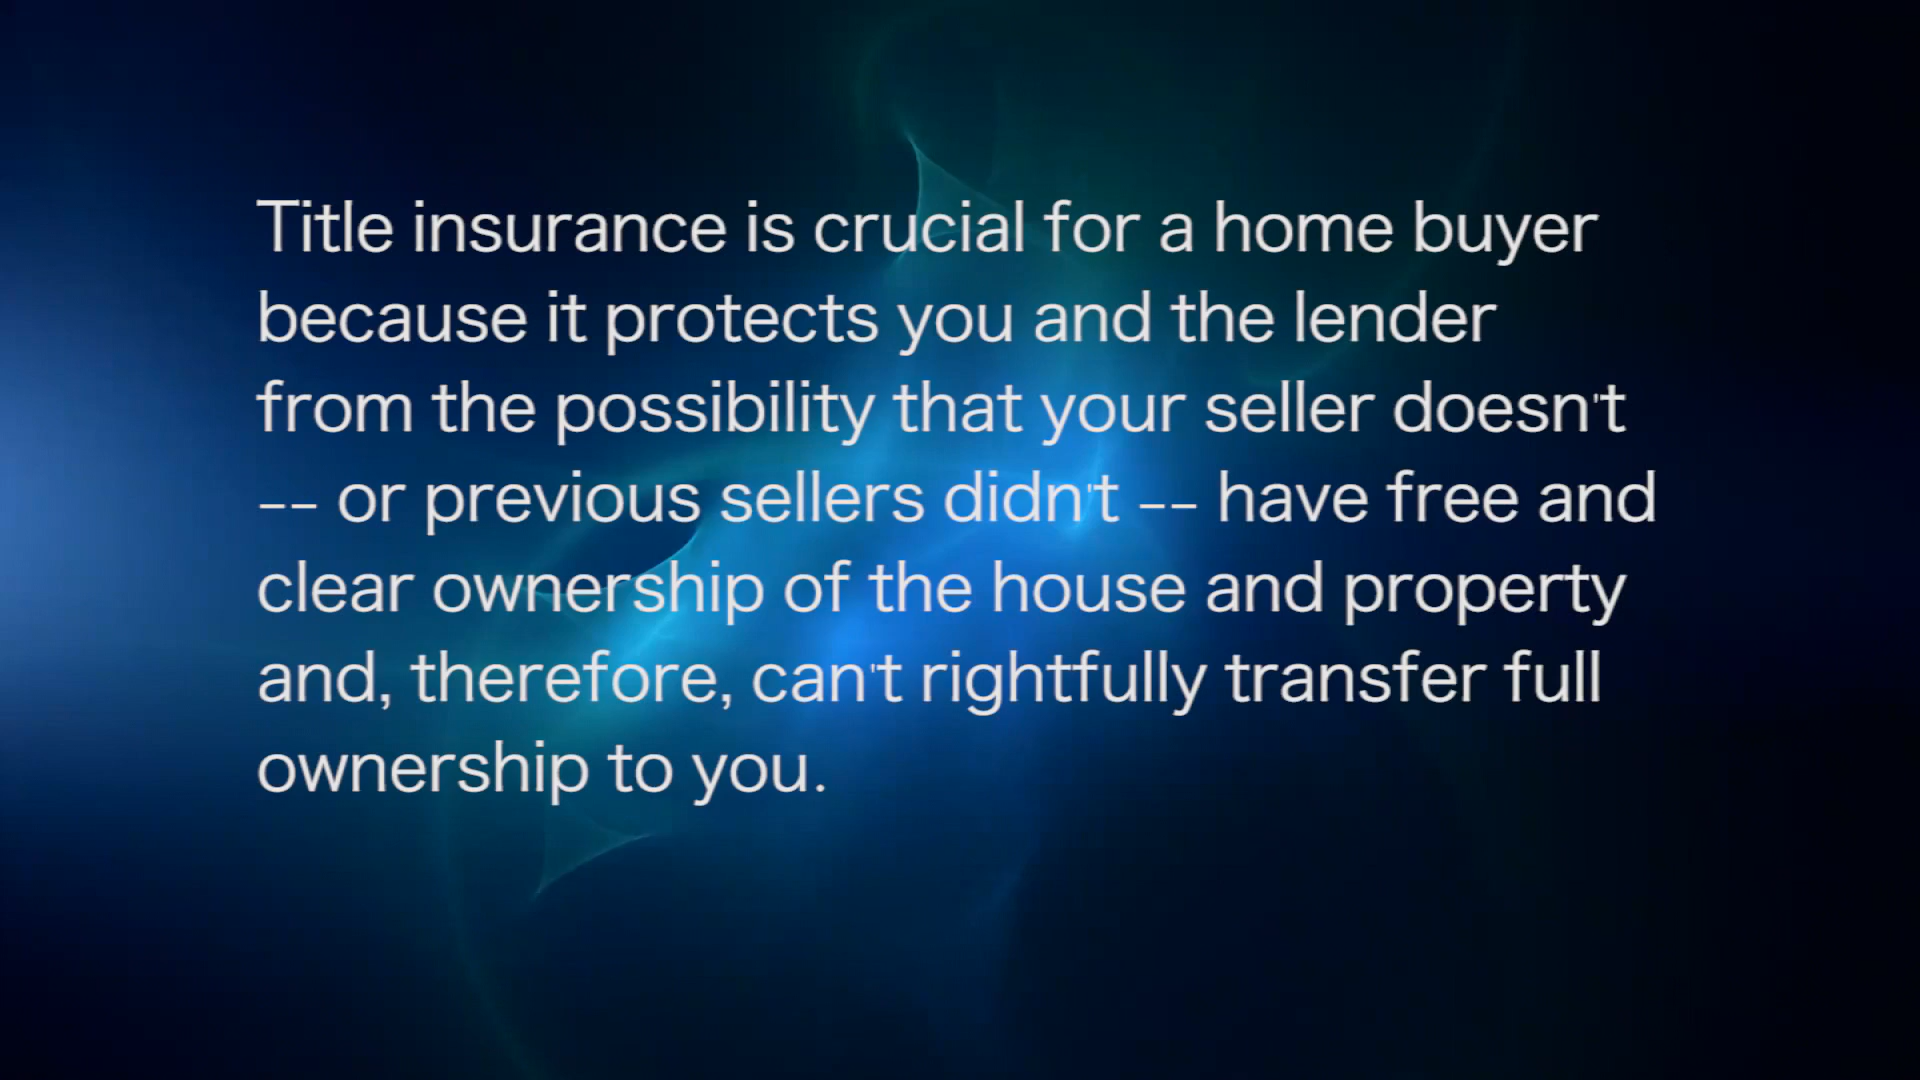 Title insurance is crucial for a home buyer
because it protects you and the lender
from the possibility that your seller doesn't
-- or previous sellers didn't -- have free and
clear ownership of the house and property
and, therefore, can't rightfully transfer full
ownership to you.